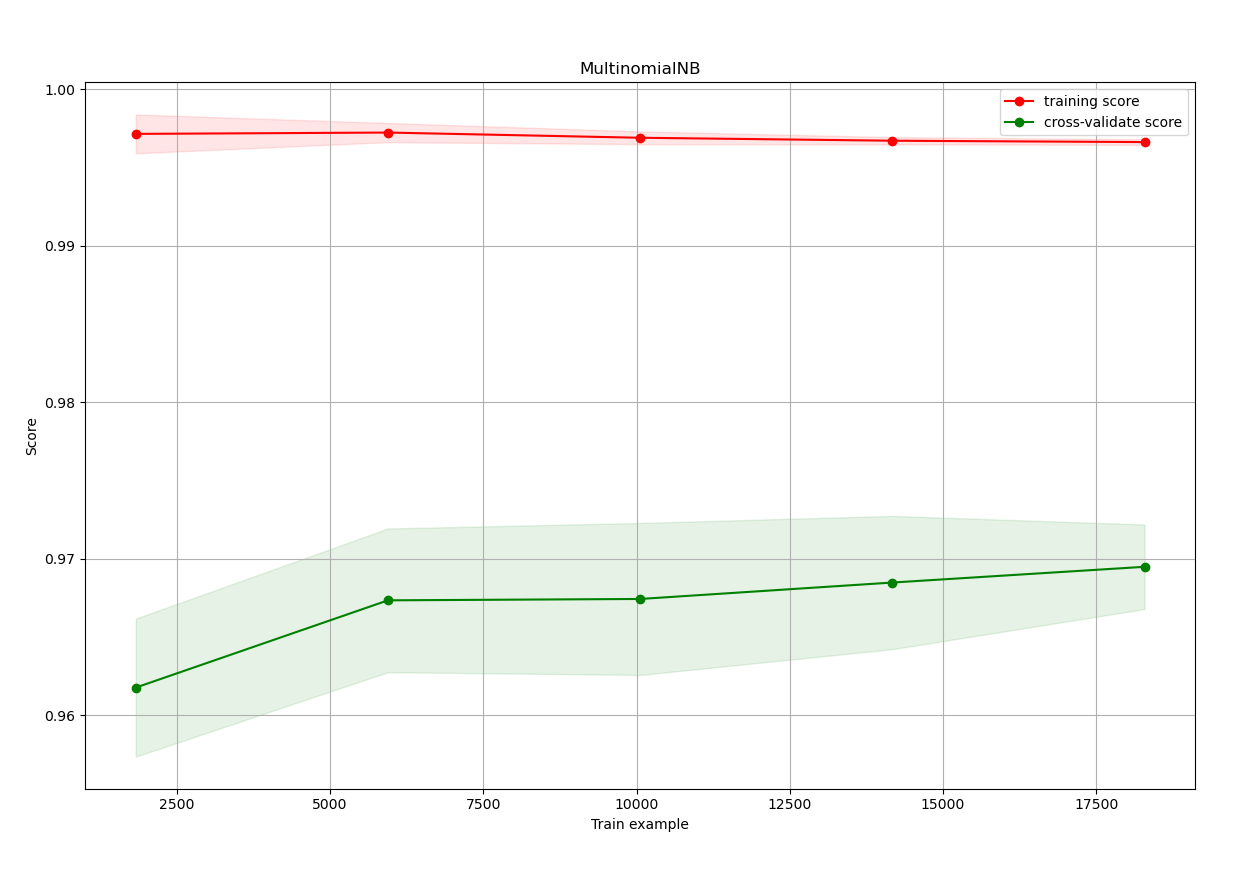 MultinomialNB
1.00
0.99
0.98
0.97
0.96
Score
training score
cross-validate score
2500 5000 7500 10000 12500 15000 17500
Train example